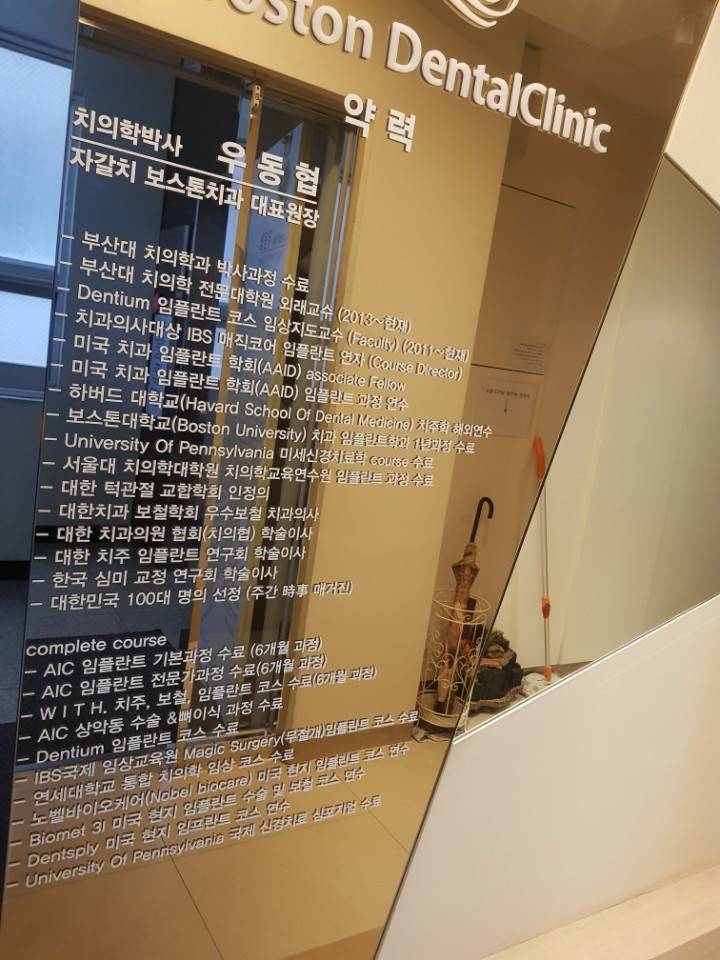 Boston DentalClinic
약 력
치의학박사 우동협
자갈치 보스톤치과 대표원장
- 부산대 치의학과 박사과정 수료
- 부산대 치의학 전문대학원 외래교수 (2013~현재)
- Dentium 임플란트 코스 임상지도교수 (Faculty) (2011~현재)
- 치과의사대상 IBS 매직코어 임플란트 연자 (Course Director)
- 미국 치과 임플란트 학회(AAID) associate Fellow
- 미국 치과 임플란트 학회(AAID) 임플란트 과정 연수
- 하버드 대학교(Havard School Of Dental Medicine) 치주학 해외연수
- 보스톤대학교(Boston University) 치과 임플란트학과 1년과정 수료
- University Of Pennsylvania 미세신경치료학 course 수료
- 서울대 치의학대학원 치의학교육연수원 임플란트 과정 수료
- 대한 턱관절 교합학회 인정의
- 대한치과 보철학회 우수보철 치과의사
- 대한 치과의원 협회(치의협) 학술이사
- 대한 치주 임플란트 연구회 학술이사
- 한국 심미 교정 연구회 학술이사
- 대한민국 100대 명의 선정 (주간 時事 매거진)
complete course
- AIC 임플란트 기본과정 수료 (6개월 과정)
- AIC 임플란트 전문가과정 수료(6개월 과정)
- W I T H. 치주, 보철, 임플란트 코스 수료(6개월 과정)
- AIC 상악동 수술 &뼈이식 과정 수료
- Dentium 임플란트 코스 수료
- IBS국제 임상교육원 Magic Surgery(무절개)임플란트 코스 수료
- 연세대학교 통합 치의학 임상 코스 수료
- 노벨바이오케어(Nobel biocare) 미국 현지 임플란트 코스 연수
- Biomet 3I 미국 현지 임플란트 수술 및 보철 코스 연수
- Dentsply 미국 현지 임프란트 코스 연수
- University Of Pennsylvania 국제 신경치료 심포지엄 수료